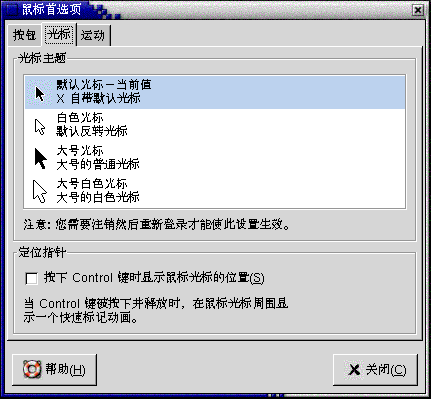 鼠标首选项
按钮 光标 运动
光标主题
默认光标－当前值
X 自带默认光标
白色光标
默认反转光标
大号光标
大号的普通光标
大号白色光标
大号的白色光标
注意: 您需要注销然后重新登录才能使此设置生效。
定位指针
按下 Control 键时显示鼠标光标的位置(S)
当 Control 键被按下并释放时，在鼠标光标周围显
示一个快速标记动画。
帮助(H) 关闭(C)